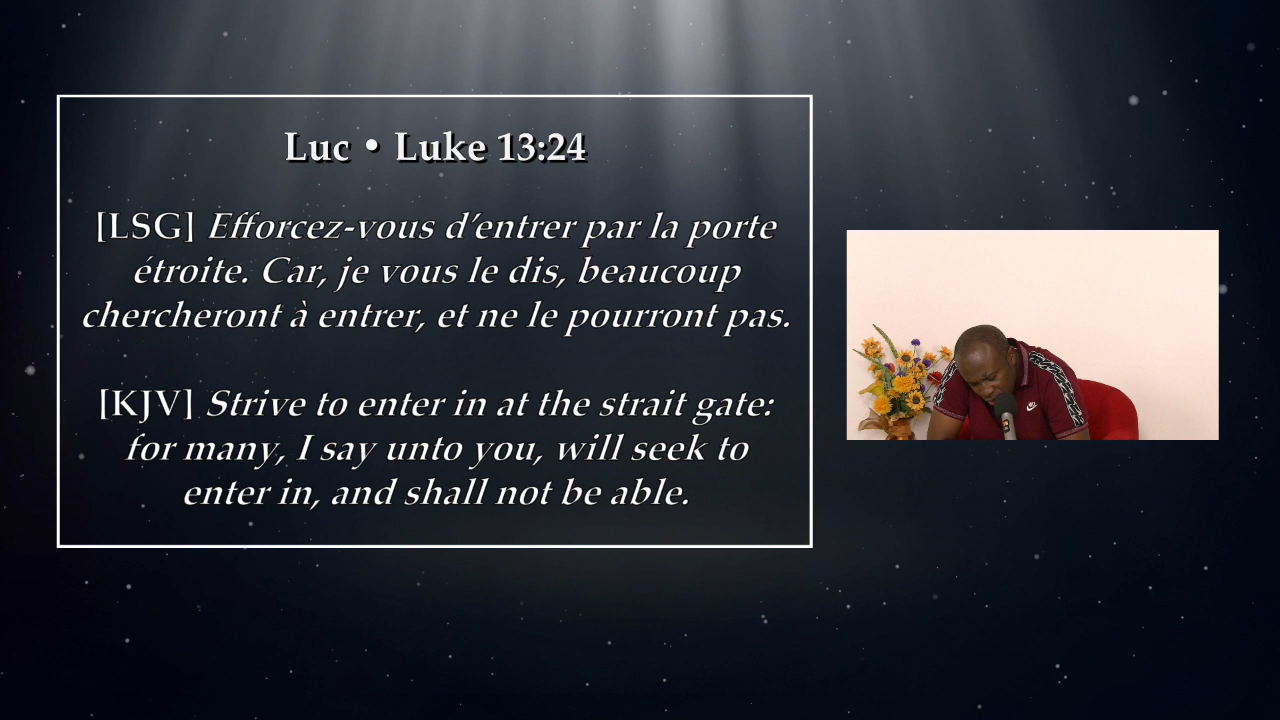 Luc • Luke 13:24
[LSG] Efforcez-vous d’entrer par la porte
étroite. Car, je vous le dis, beaucoup
chercheront à entrer, et ne le pourront pas.
[KJV] Strive to enter in at the strait gate:
for many, I say unto you, will seek to
enter in, and shall not be able.